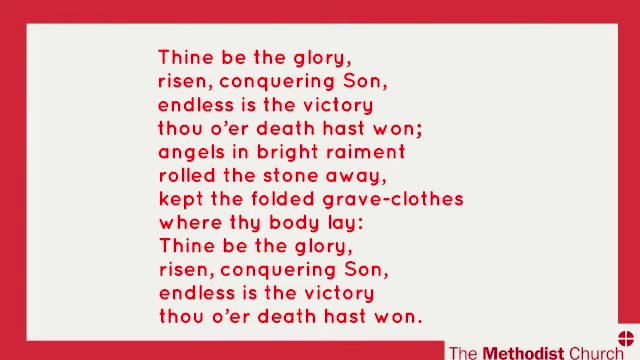 Thine be the glory,
risen, conquering Son,
endless is the victory
thou o'er death hast won;
angels in bright raiment
rolled the stone away,
kept the folded grave-clothes
where thy body lay:
Thine be the glory,
risen, conquering Son,
endless is the victory
thou o'er death hast won.
The Methodist Church